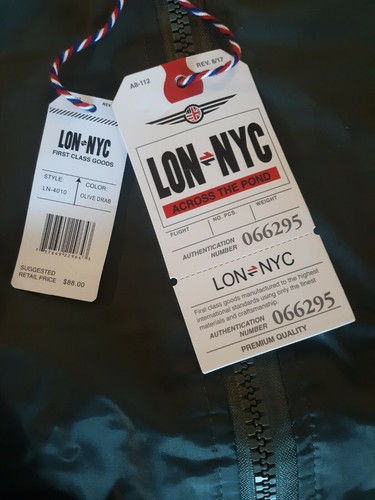 REV.
LON⇌NYC
FIRST CLASS GOODS
STYLE:
LN-4010
COLOR:
OLIVE DRAB
SUGGESTED
RETAIL PRICE $88.00
A8-112
REV. 5/17
LON⇌NYC
ACROSS THE POND
FLIGHT NO. PCS. WEIGHT
AUTHENTICATION
NUMBER 066295
LON⇌NYC
First class goods manufactured to the highest
international standards using only the finest
materials and craftsmanship.
AUTHENTICATION
NUMBER 066295
PREMIUM QUALITY